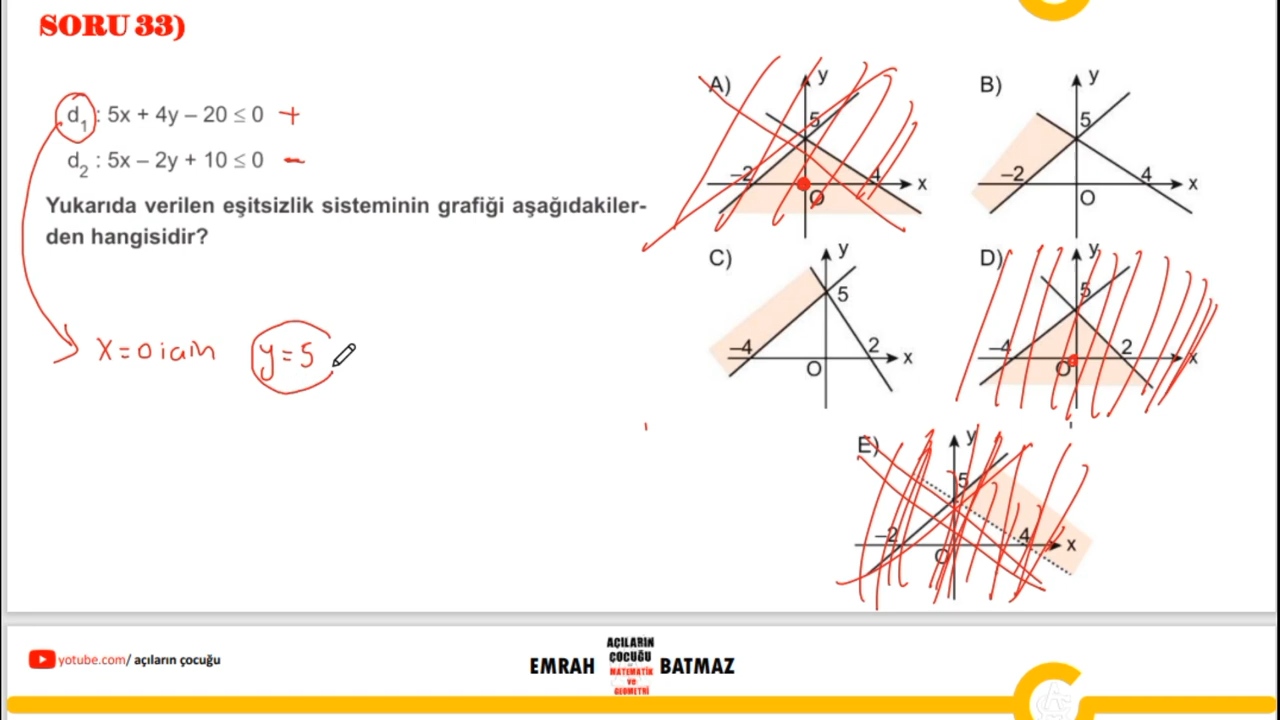 SORU 33)
d1 : 5x + 4y – 20 ≤ 0 +
d2 : 5x – 2y + 10 ≤ 0 -
Yukarıda verilen eşitsizlik sisteminin grafiği aşağıdakiler-
den hangisidir?
x=0 için y=5
A) y 5 –2 4 x O
B) y 5 –2 4 x O
C) y 5 –4 2 x O
D) y 5 –4 2 x O
E) y 5 –2 4 x O
yotube.com/ açıların çocuğu
EMRAH
AÇILARIN
ÇOCUĞU
MATEMATİK
ve
GEOMETRİ
BATMAZ